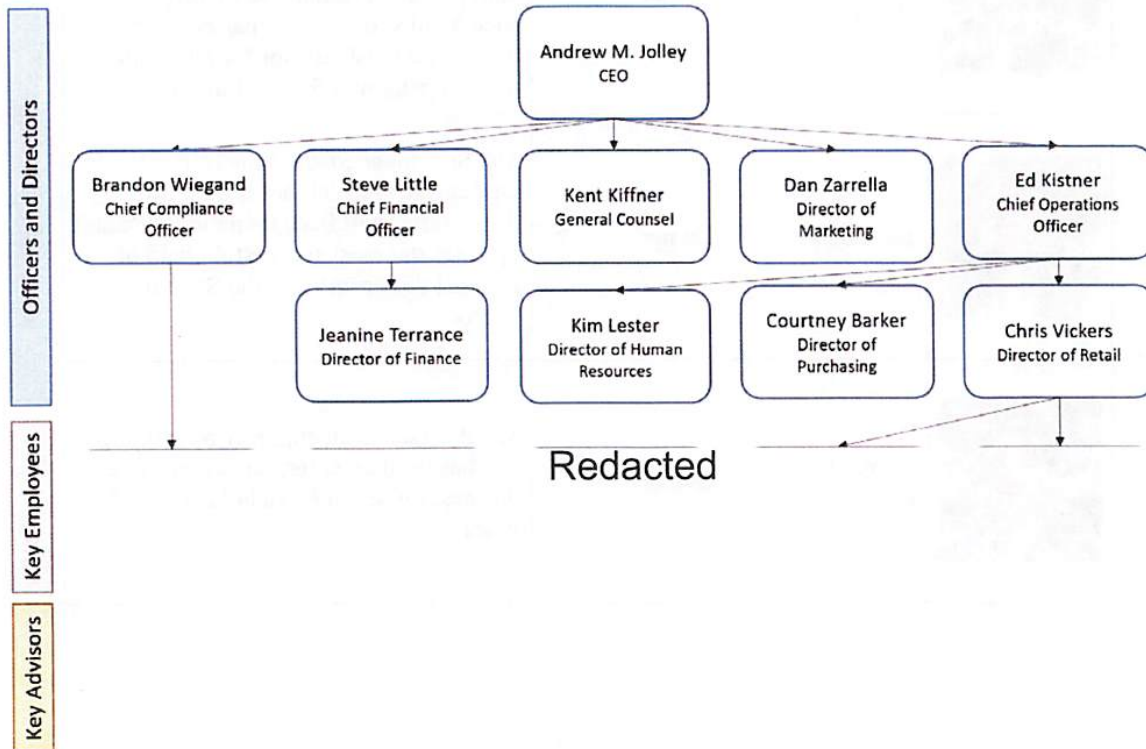 Officers and Directors
Andrew M. Jolley
CEO
Brandon Wiegand
Chief Compliance
Officer
Steve Little
Chief Financial
Officer
Kent Kiffner
General Counsel
Dan Zarrella
Director of
Marketing
Ed Kistner
Chief Operations
Officer
Jeanine Terrance
Director of Finance
Kim Lester
Director of Human
Resources
Courtney Barker
Director of
Purchasing
Chris Vickers
Director of Retail
Key Employees
Redacted
Key Advisors